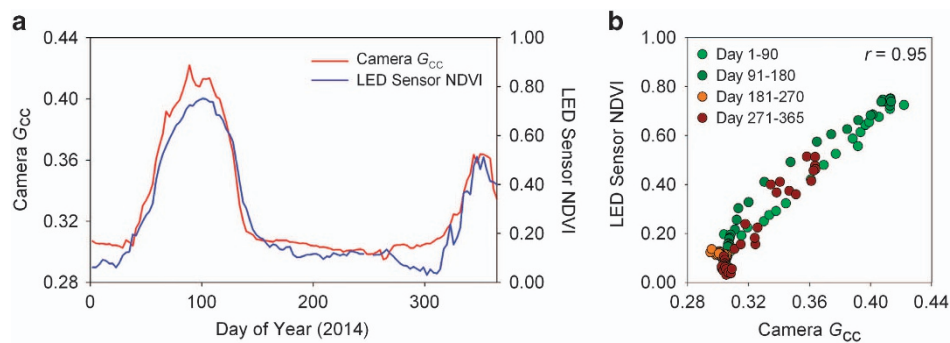 a
0.44
0.40
0.36
0.32
0.28
Camera GCC
1.00
0.80
0.60
0.40
0.20
0.00
LED Sensor NDVI
Camera GCC
LED Sensor NDVI
0
100
200
300
Day of Year (2014)
b
1.00
0.80
0.60
0.40
0.20
0.00
LED Sensor NDVI
Day 1-90
Day 91-180
Day 181-270
Day 271-365
r = 0.95
0.28
0.32
0.36
0.40
0.44
Camera GCC